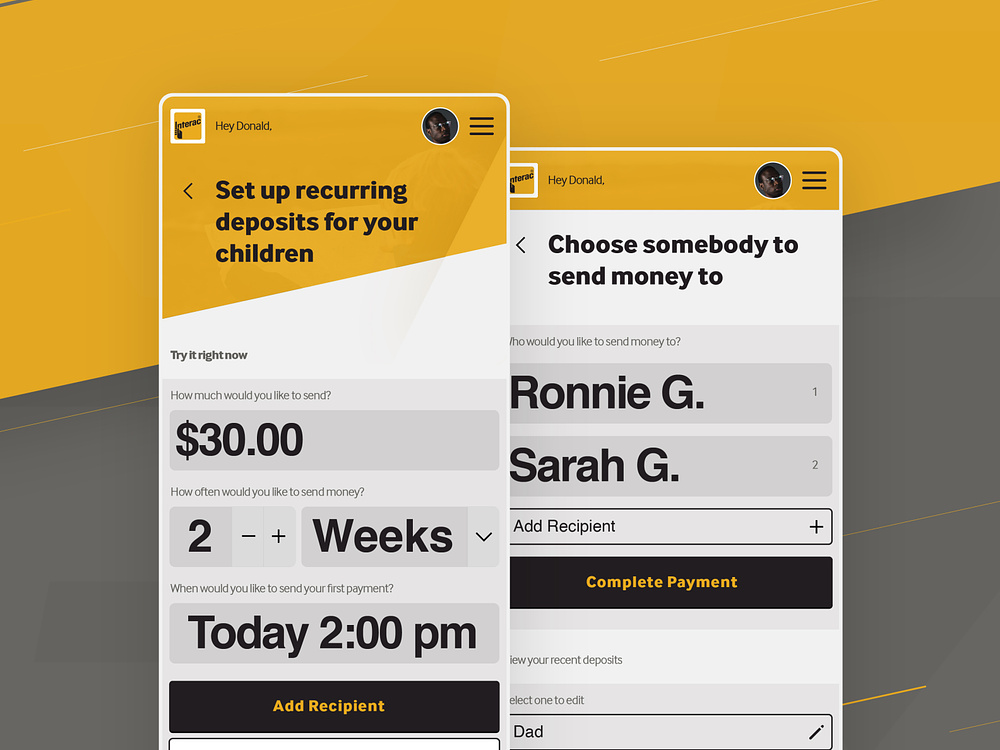 Interac
Hey Donald,
Set up recurring
deposits for your
children
Try it right now
How much would you like to send?
$30.00
How often would you like to send money?
2
Weeks
When would you like to send your first payment?
Today 2:00 pm
Add Recipient
Interac
Hey Donald,
Choose somebody to
send money to
ho would you like to send money to?
Ronnie G.
1
Sarah G.
2
Add Recipient
Complete Payment
iew your recent deposits
elect one to edit
Dad